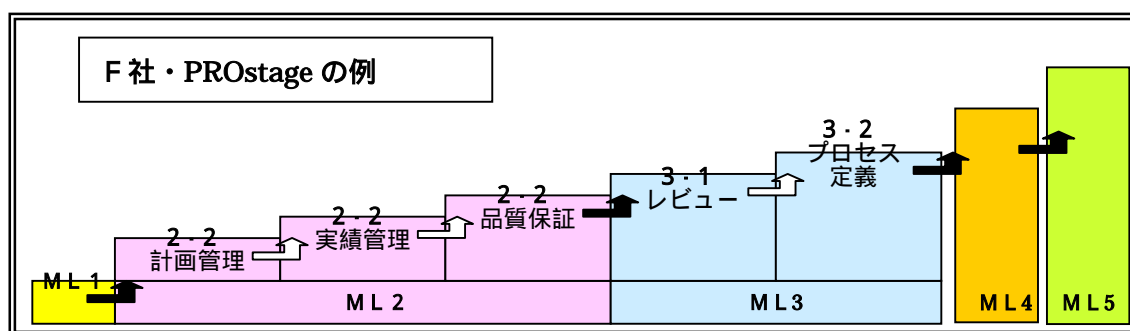 F社・PROstage の例
3‐2
プロセス
定義
3‐1
レビュー
2‐2
品質保証
2‐2
実績管理
2‐2
計画管理
ML1
ML2
ML3
ML4
ML5